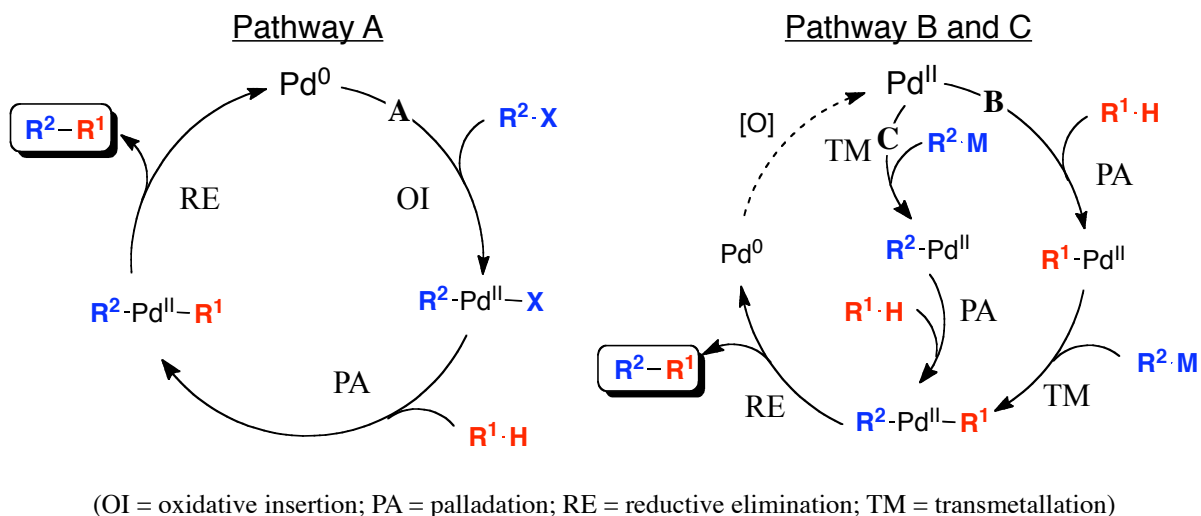 Pathway A
Pd⁰
A
R²-X
OI
R²-Pdᴵᴵ–X
PA
R¹-H
R²-Pdᴵᴵ–R¹
RE
R²–R¹
Pathway B and C
Pdᴵᴵ
B
R¹-H
PA
R¹-Pdᴵᴵ
R²-M
TM
C
TM
R²-M
R²-Pdᴵᴵ
R¹-H
PA
R²-Pdᴵᴵ–R¹
RE
R²–R¹
Pd⁰
[O]
(OI = oxidative insertion; PA = palladation; RE = reductive elimination; TM = transmetallation)